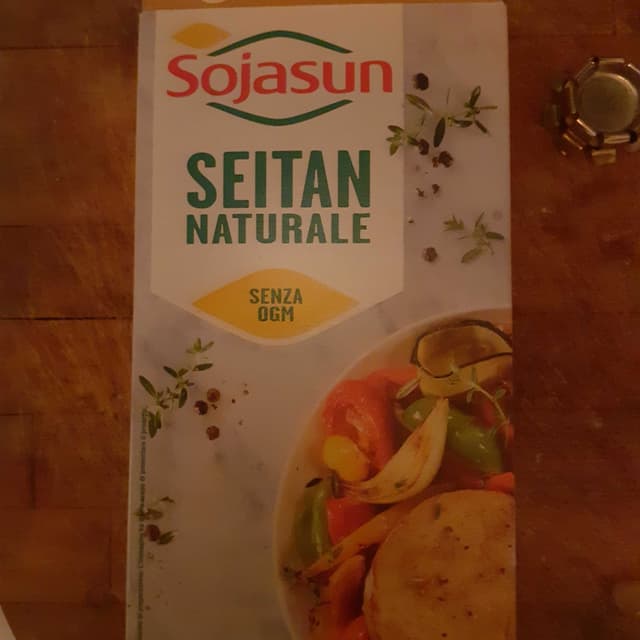 Sojasun
SEITAN
NATURALE
SENZA
OGM